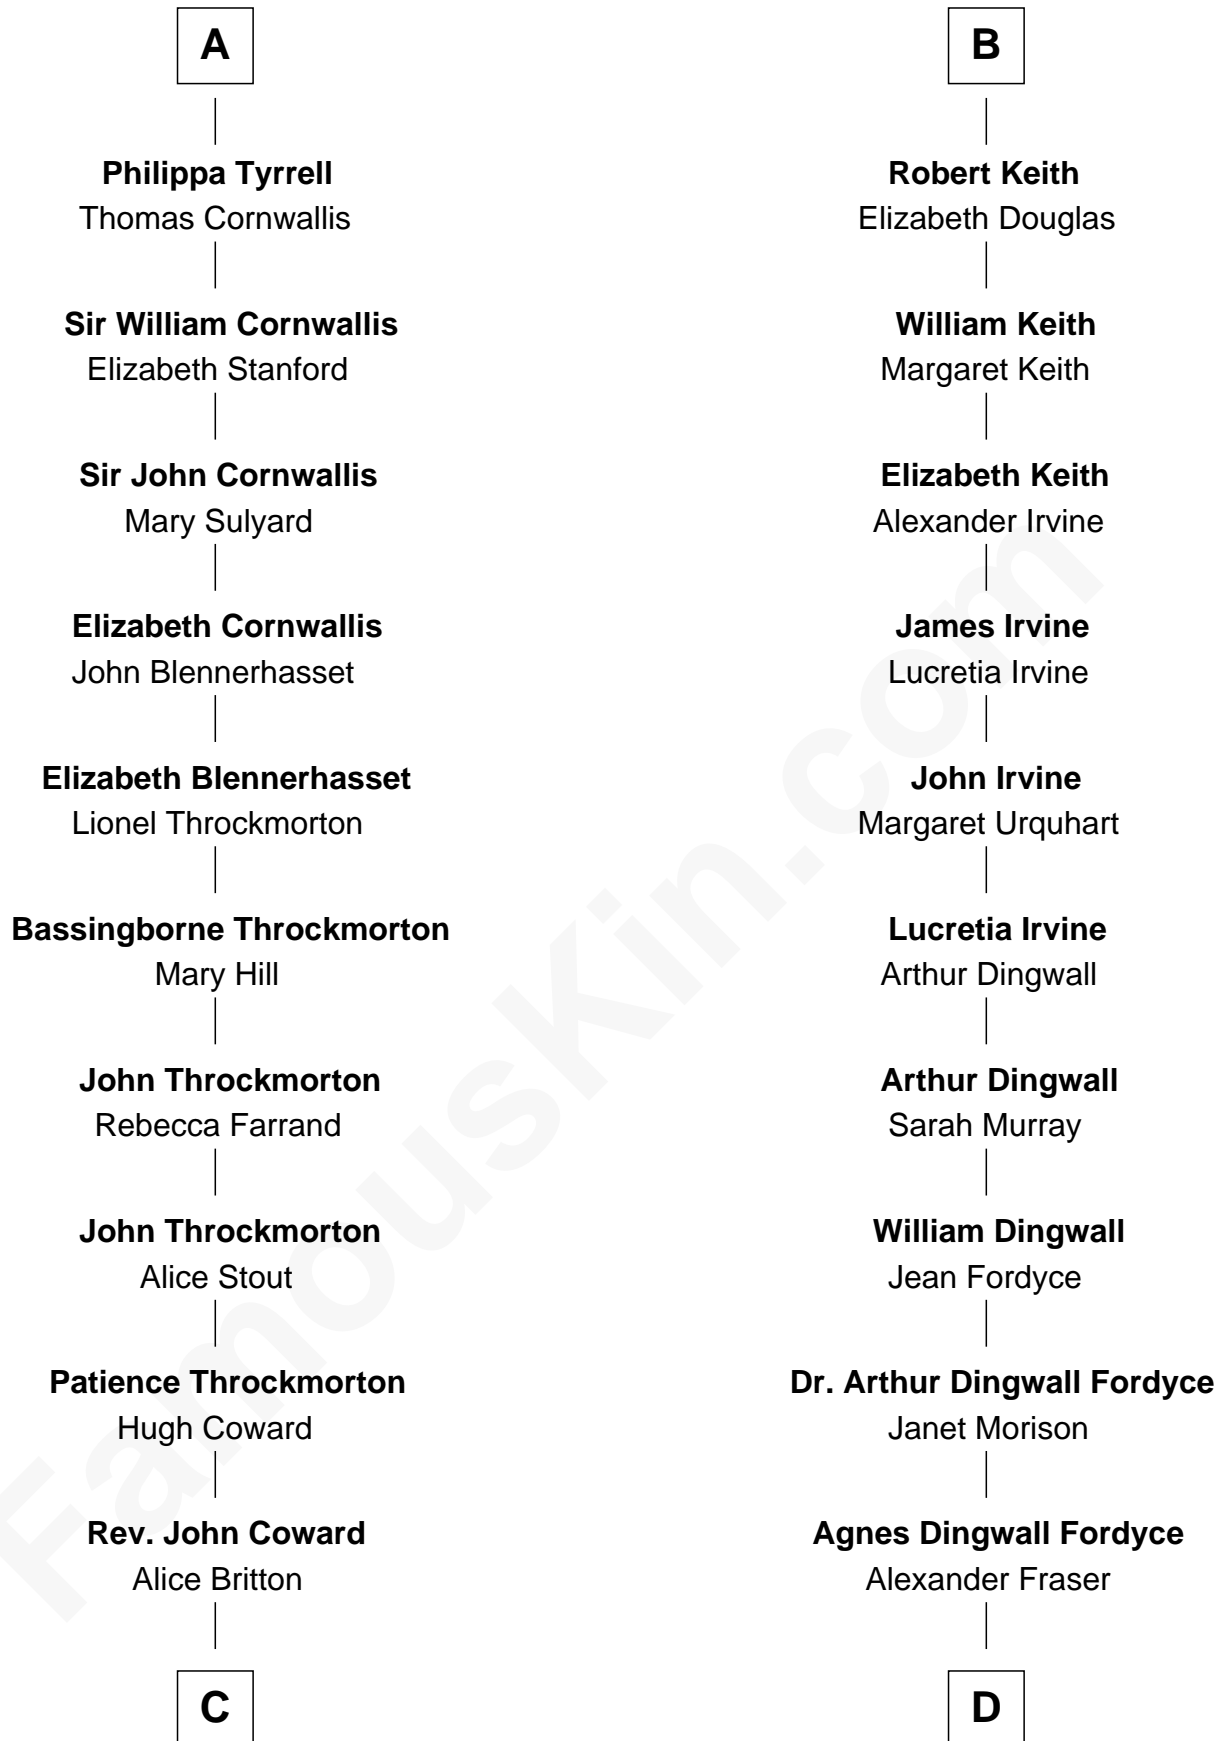 A
Philippa Tyrrell
Thomas Cornwallis
Sir William Cornwallis
Elizabeth Stanford
Sir John Cornwallis
Mary Sulyard
Elizabeth Cornwallis
John Blennerhasset
Elizabeth Blennerhasset
Lionel Throckmorton
Bassingborne Throckmorton
Mary Hill
John Throckmorton
Rebecca Farrand
John Throckmorton
Alice Stout
Patience Throckmorton
Hugh Coward
Rev. John Coward
Alice Britton
C
B
Robert Keith
Elizabeth Douglas
William Keith
Margaret Keith
Elizabeth Keith
Alexander Irvine
James Irvine
Lucretia Irvine
John Irvine
Margaret Urquhart
Lucretia Irvine
Arthur Dingwall
Arthur Dingwall
Sarah Murray
William Dingwall
Jean Fordyce
Dr. Arthur Dingwall Fordyce
Janet Morison
Agnes Dingwall Fordyce
Alexander Fraser
D
FamousKin.com